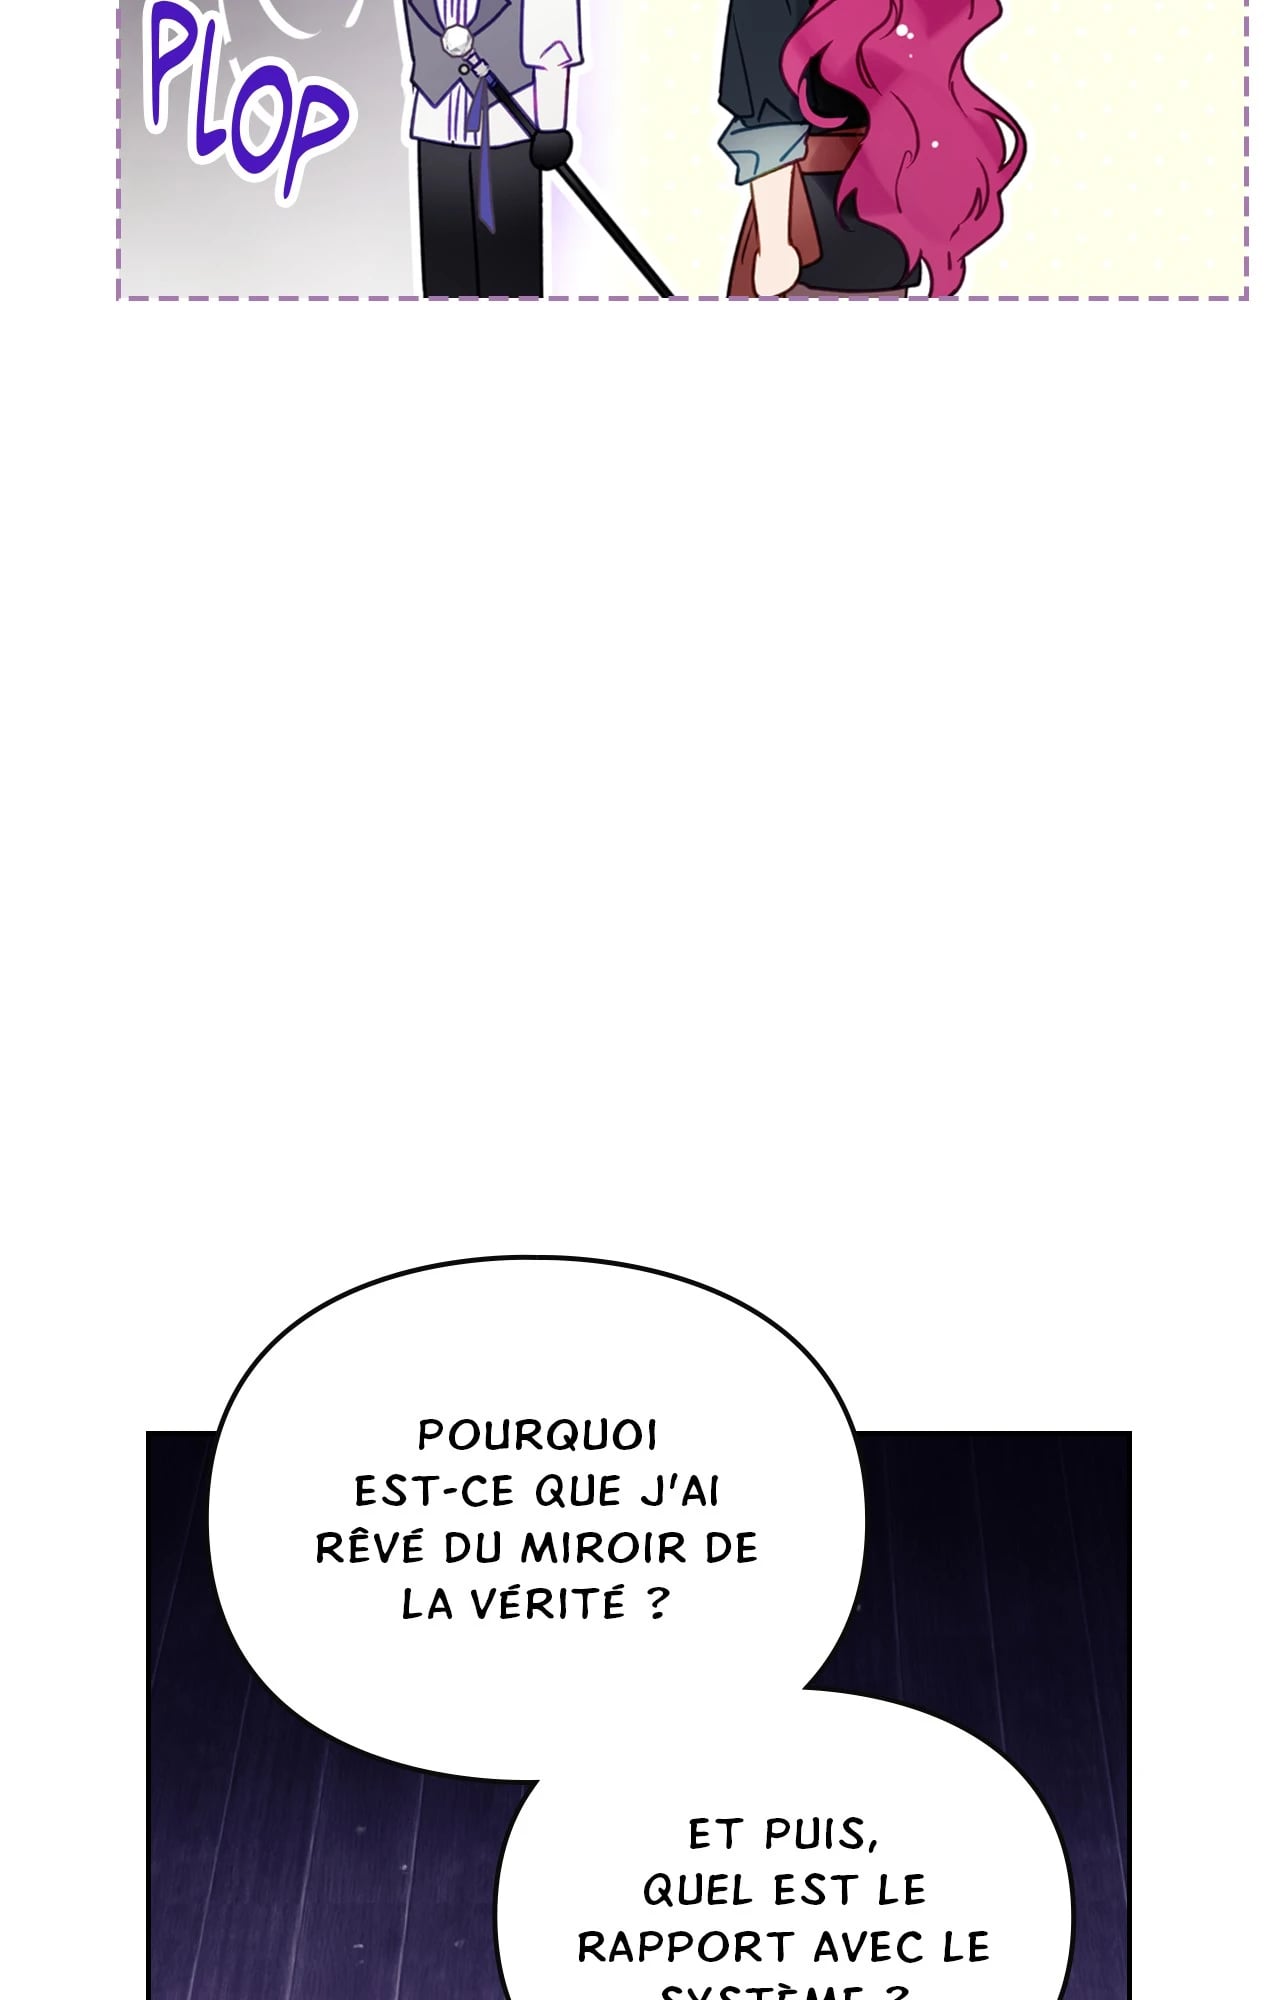 PLOP
POURQUOI
EST-CE QUE J'AI
RÊVÉ DU MIROIR DE
LA VÉRITÉ ?
ET PUIS,
QUEL EST LE
RAPPORT AVEC LE
SYSTÈME ?